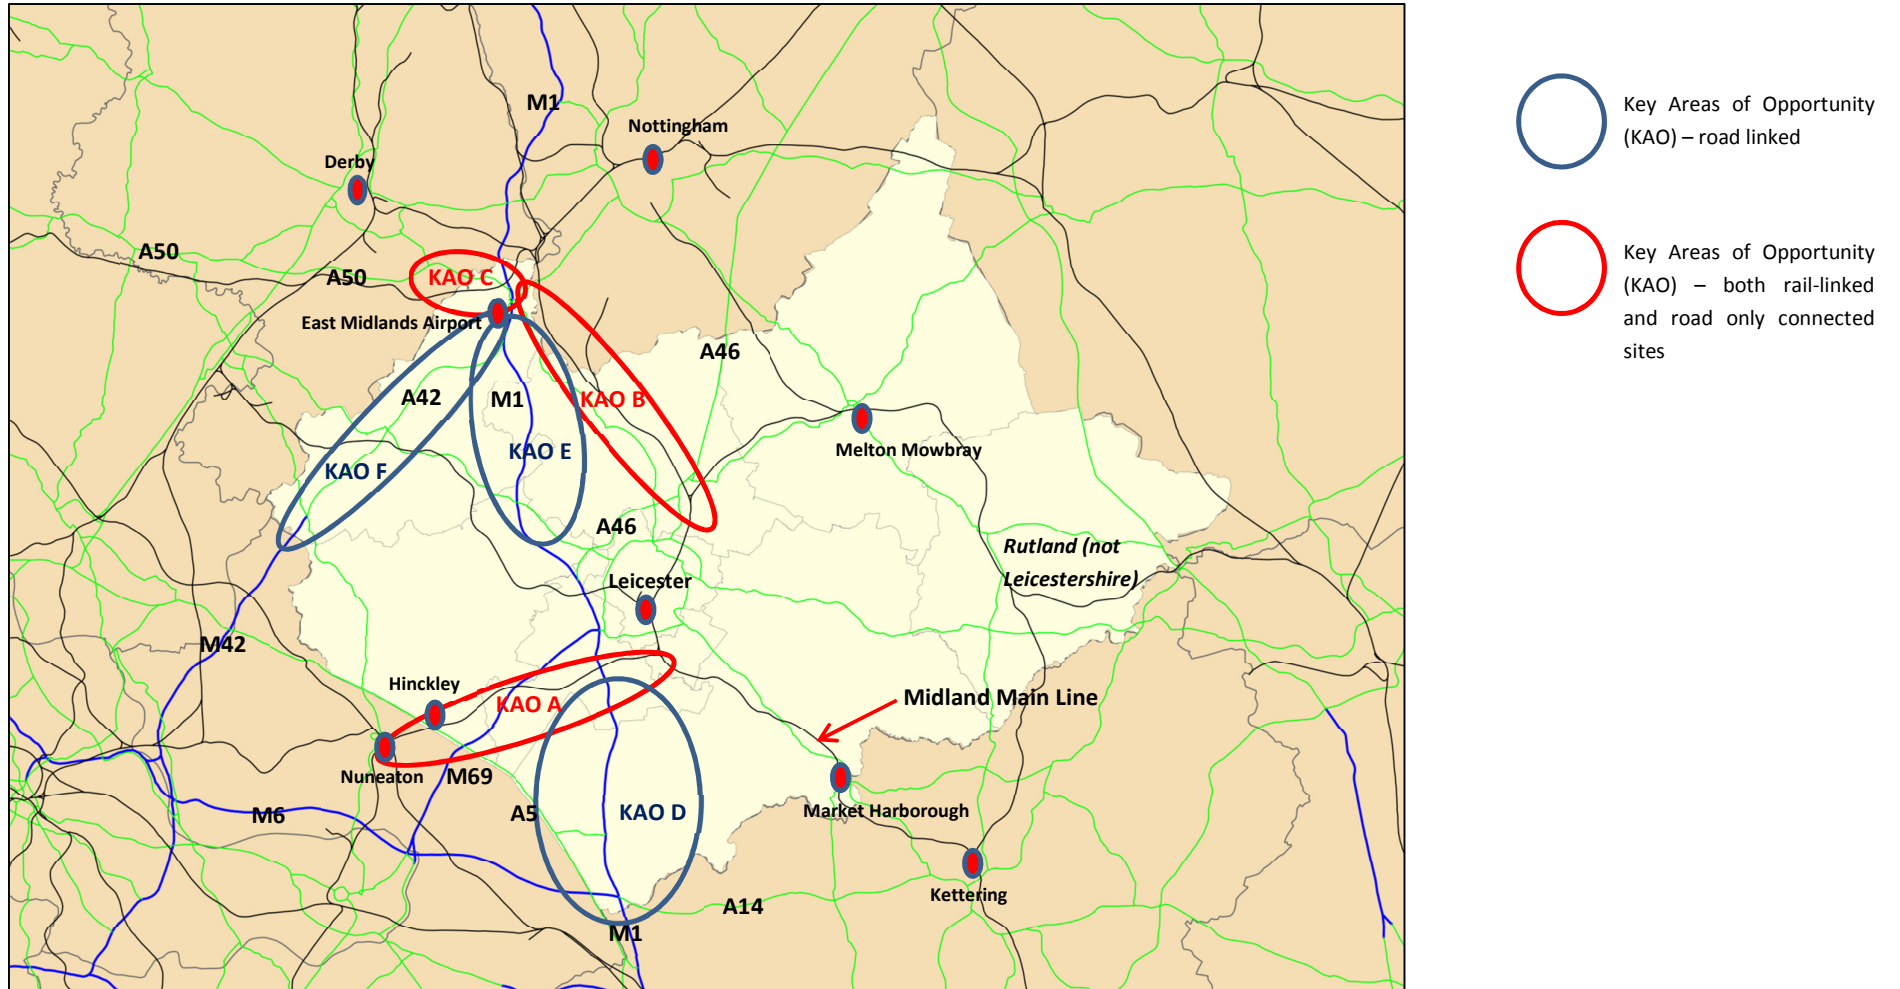 M1
Nottingham
Derby
A50
A50
KAO C
East Midlands Airport
A46
A42
M1
KAO B
KAO E
KAO F
Melton Mowbray
A46
Rutland (not
Leicestershire)
Leicester
M42
Hinckley
KAO A
Midland Main Line
Nuneaton
M69
A5
KAO D
M6
Market Harborough
Kettering
A14
M1
Key Areas of Opportunity
(KAO) – road linked
Key Areas of Opportunity
(KAO) – both rail-linked
and road only connected
sites